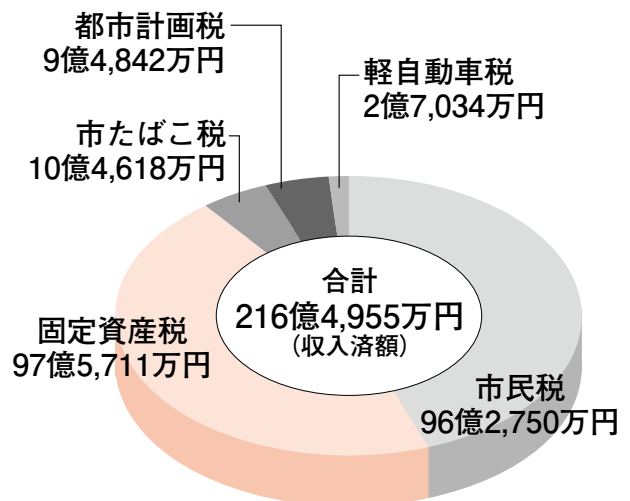 都市計画税
9億4,842万円
軽自動車税
2億7,034万円
市たばこ税
10億4,618万円
合計
216億4,955万円
(収入済額)
固定資産税
97億5,711万円
市民税
96億2,750万円